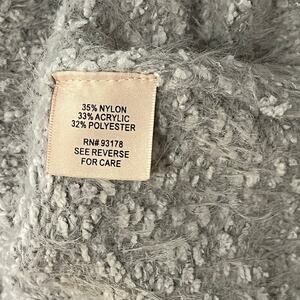 35% NYLON
33% ACRYLIC
32% POLYESTER
RN# 93178
SEE REVERSE
FOR CARE